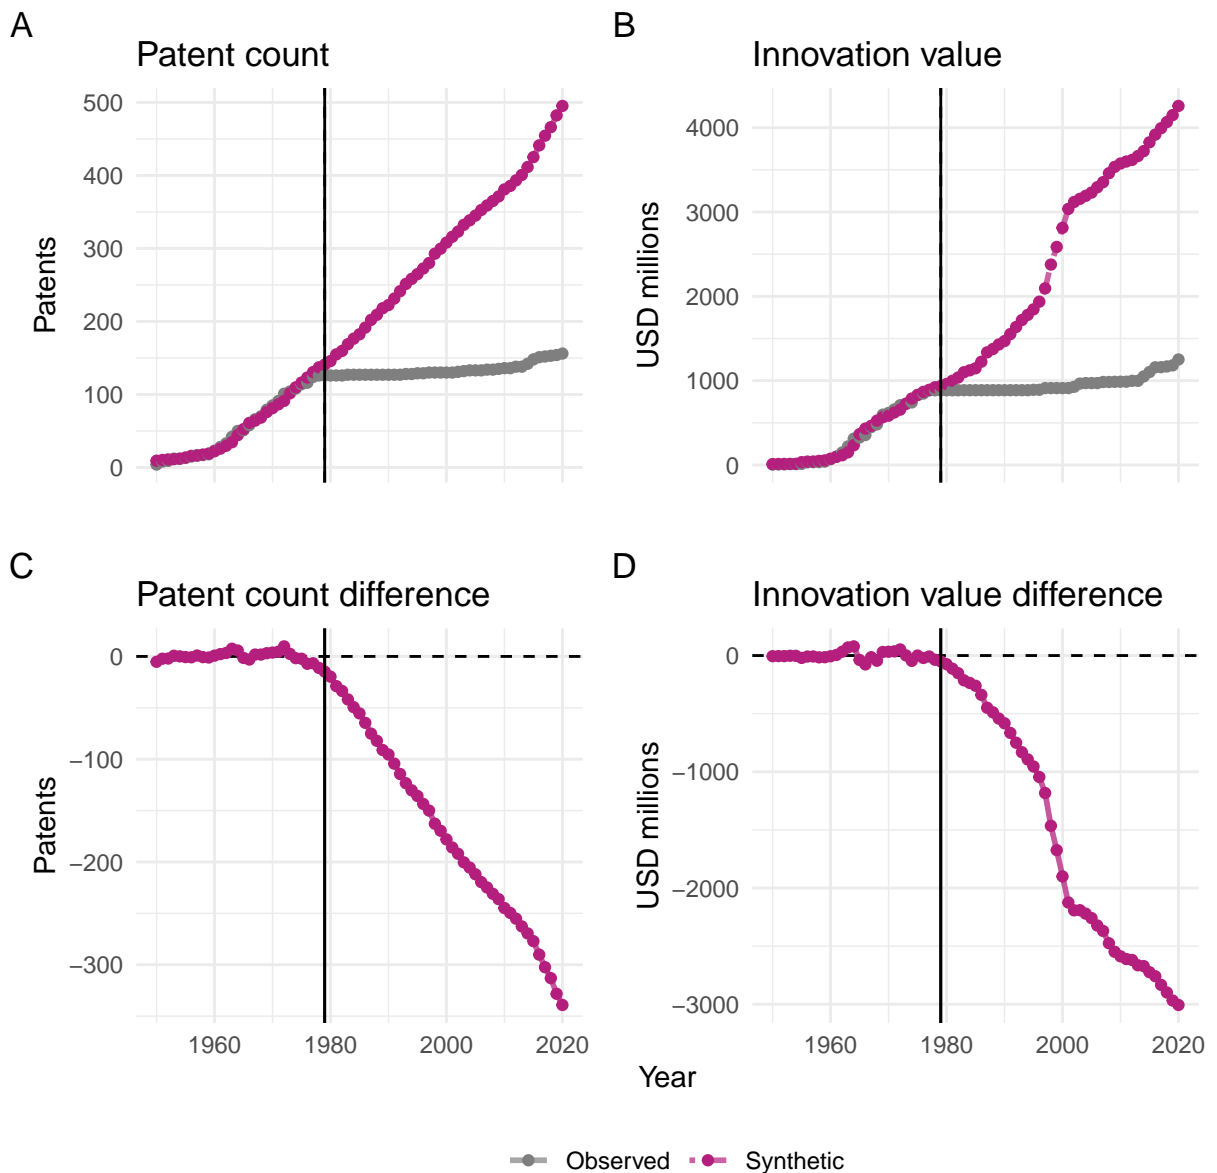 A
B
Patent count
Innovation value
500
400
300
200
100
0
Patents
4000
3000
2000
1000
0
USD millions
C
D
Patent count difference
Innovation value difference
0
−100
−200
−300
Patents
0
−1000
−2000
−3000
USD millions
1960 1980 2000 2020
1960 1980 2000 2020
Year
Observed Synthetic